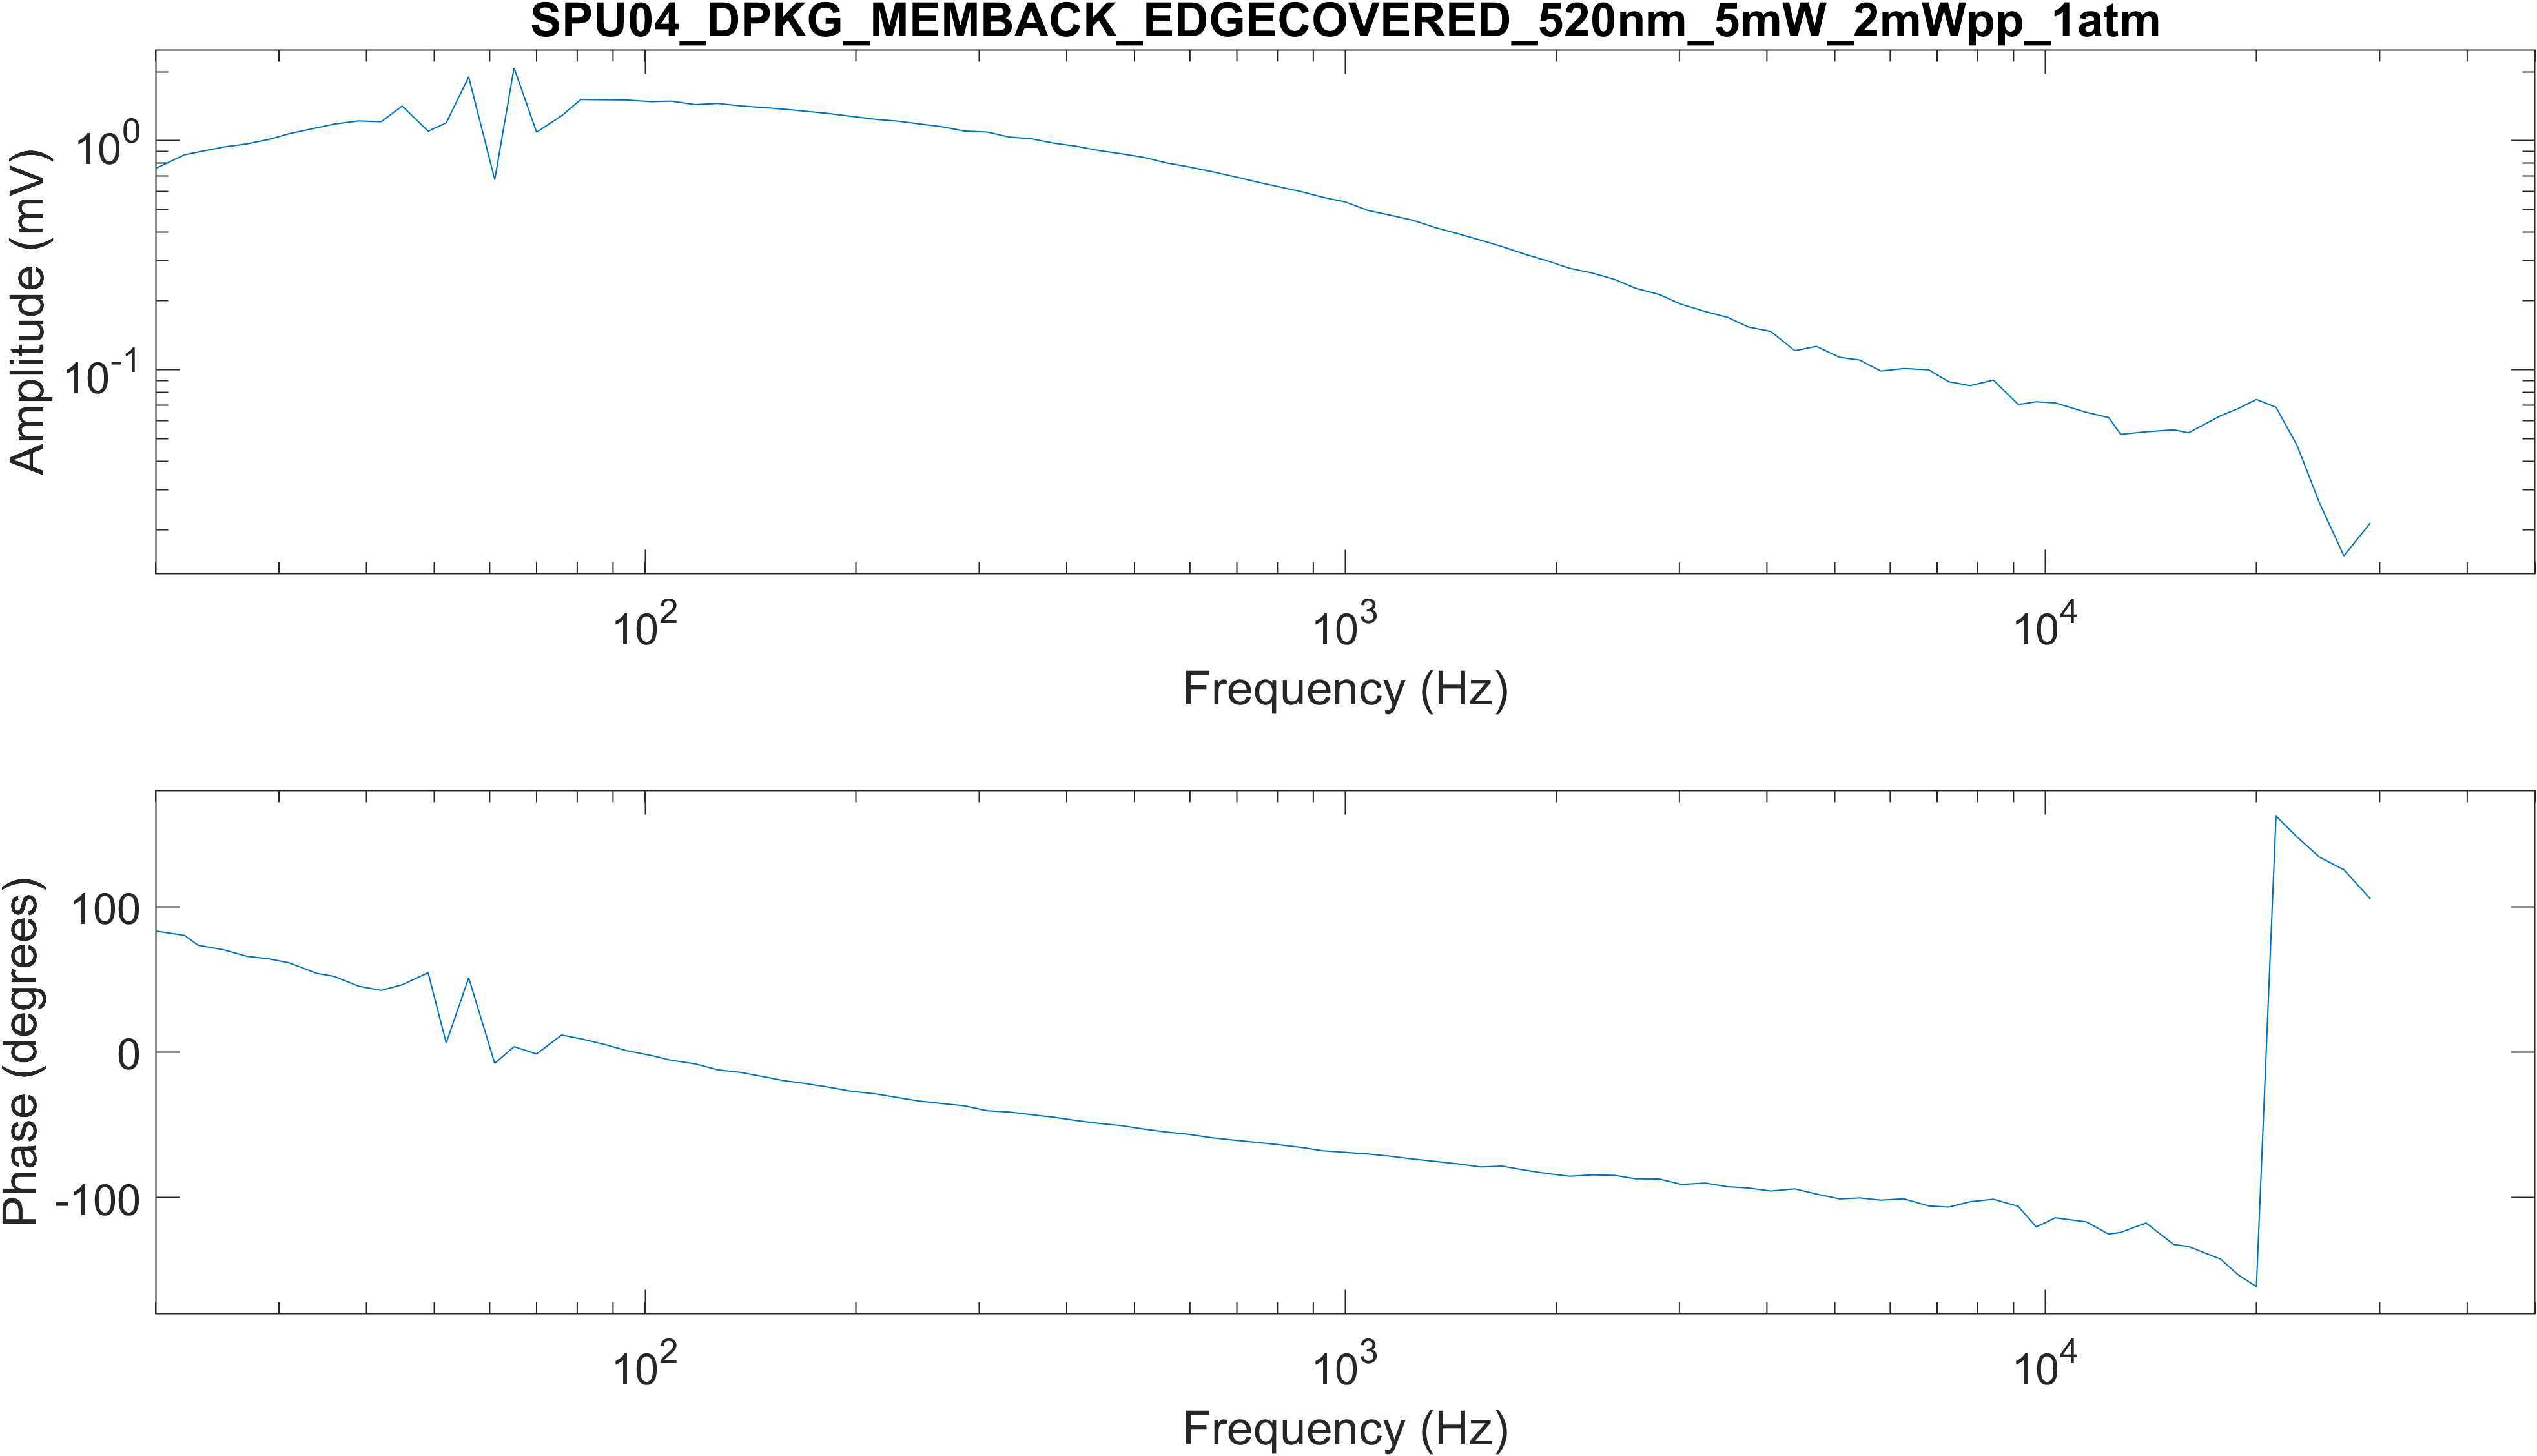 SPU04_DPKG_MEMBACK_EDGECOVERED_520nm_5mW_2mWpp_1atm
Amplitude (mV)
10^0
10^-1
10^2 10^3 10^4
Frequency (Hz)
Phase (degrees)
100
0
-100
10^2 10^3 10^4
Frequency (Hz)